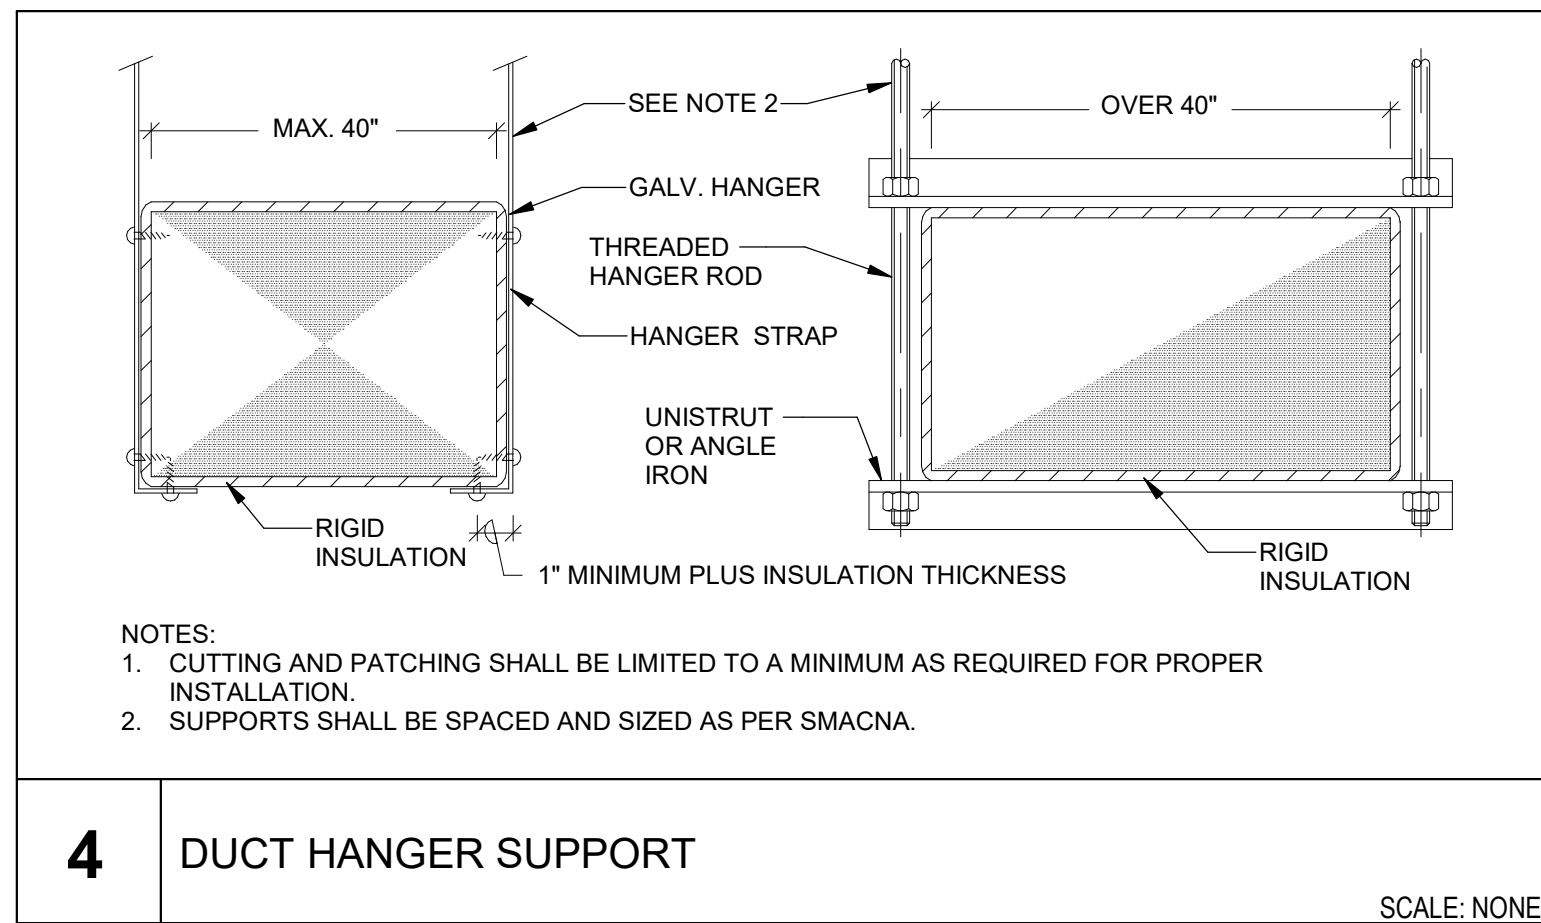 MAX. 40"
SEE NOTE 2
OVER 40"
GALV. HANGER
THREADED
HANGER ROD
HANGER STRAP
UNISTRUT
OR ANGLE
IRON
RIGID
INSULATION
1" MINIMUM PLUS INSULATION THICKNESS
RIGID
INSULATION
NOTES:
1. CUTTING AND PATCHING SHALL BE LIMITED TO A MINIMUM AS REQUIRED FOR PROPER
INSTALLATION.
2. SUPPORTS SHALL BE SPACED AND SIZED AS PER SMACNA.
4
DUCT HANGER SUPPORT
SCALE: NONE